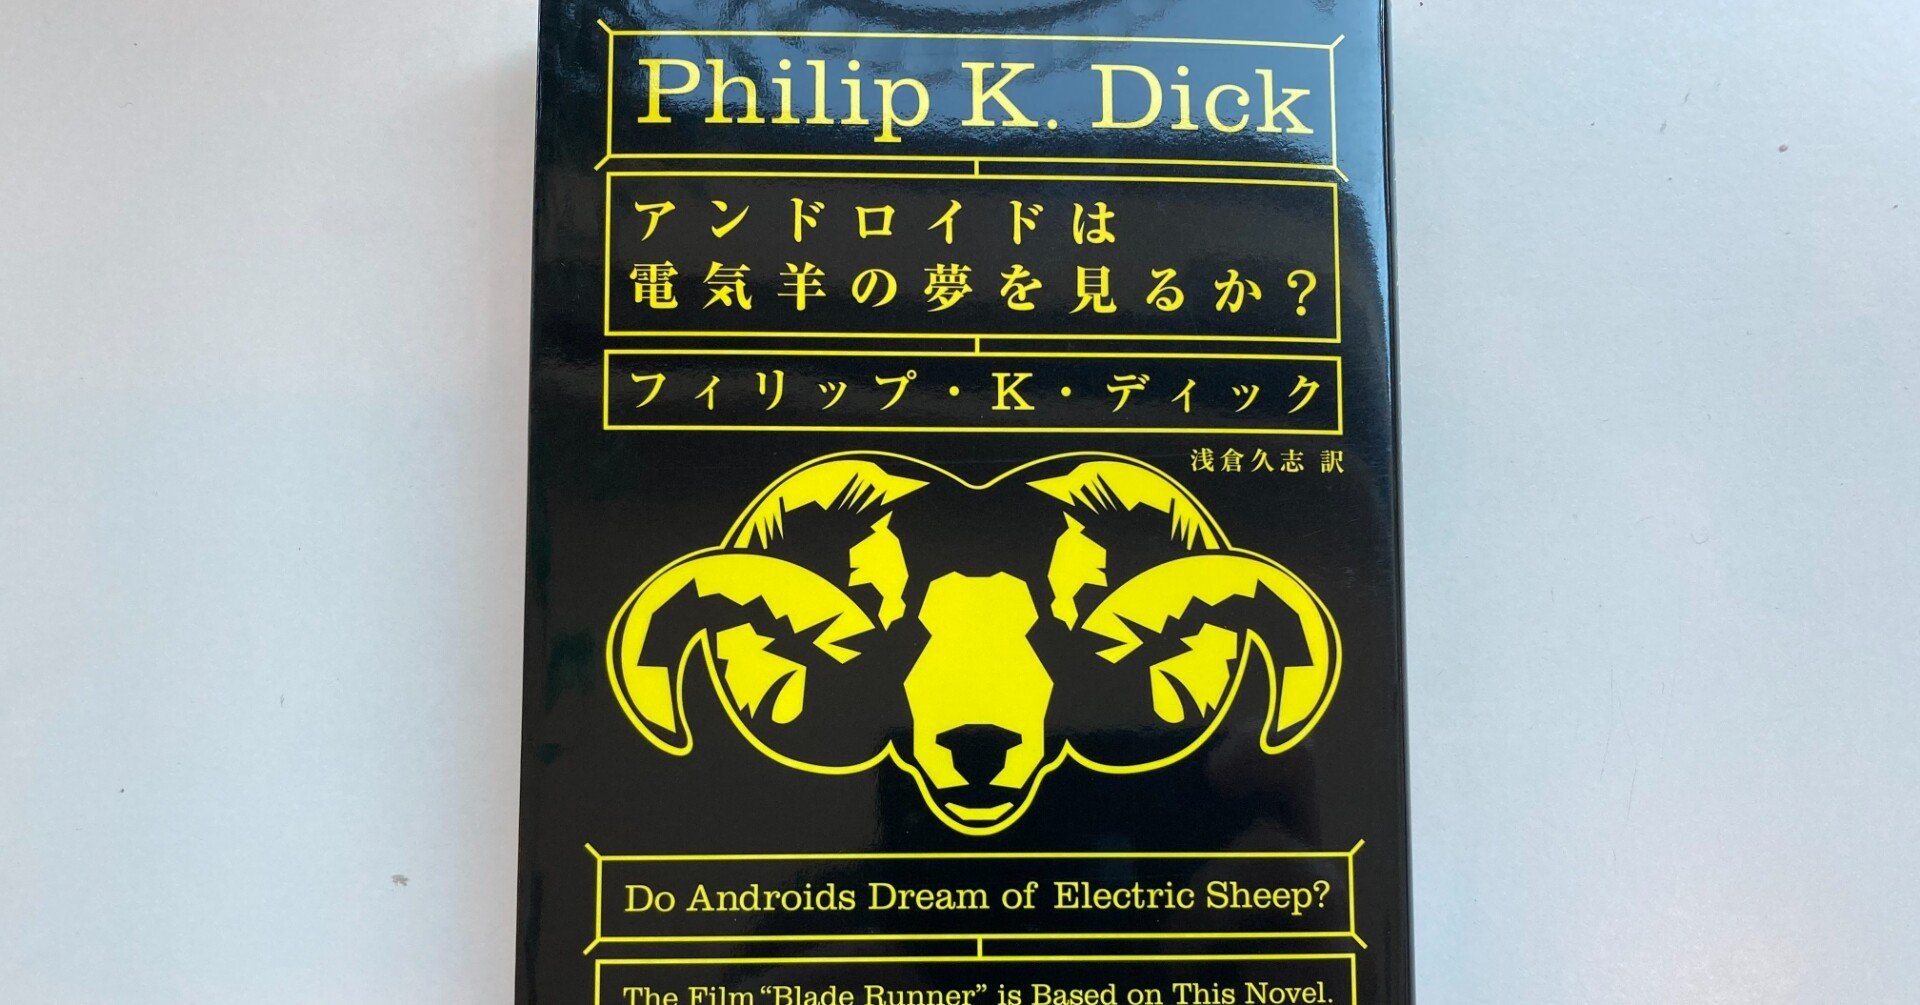 Philip K. Dick
アンドロイドは
電気羊の夢を見るか?
フィリップ・K・ディック
浅倉久志 訳
Do Androids Dream of Electric Sheep?
The Film “Blade Runner” is Based on This Novel.